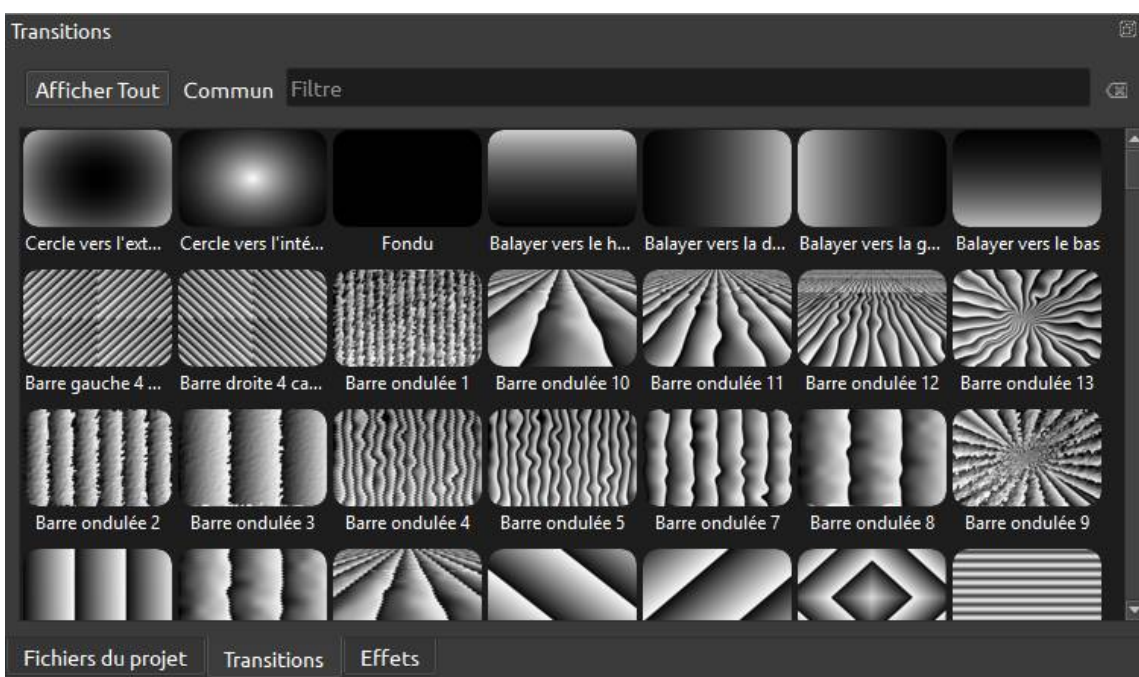 Transitions
Afficher Tout Commun Filtre
Cercle vers l'ext... Cercle vers l'inté... Fondu Balayer vers le h... Balayer vers la d... Balayer vers la g... Balayer vers le bas
Barre gauche 4 ... Barre droite 4 ca... Barre ondulée 1 Barre ondulée 10 Barre ondulée 11 Barre ondulée 12 Barre ondulée 13
Barre ondulée 2 Barre ondulée 3 Barre ondulée 4 Barre ondulée 5 Barre ondulée 7 Barre ondulée 8 Barre ondulée 9
Fichiers du projet Transitions Effets